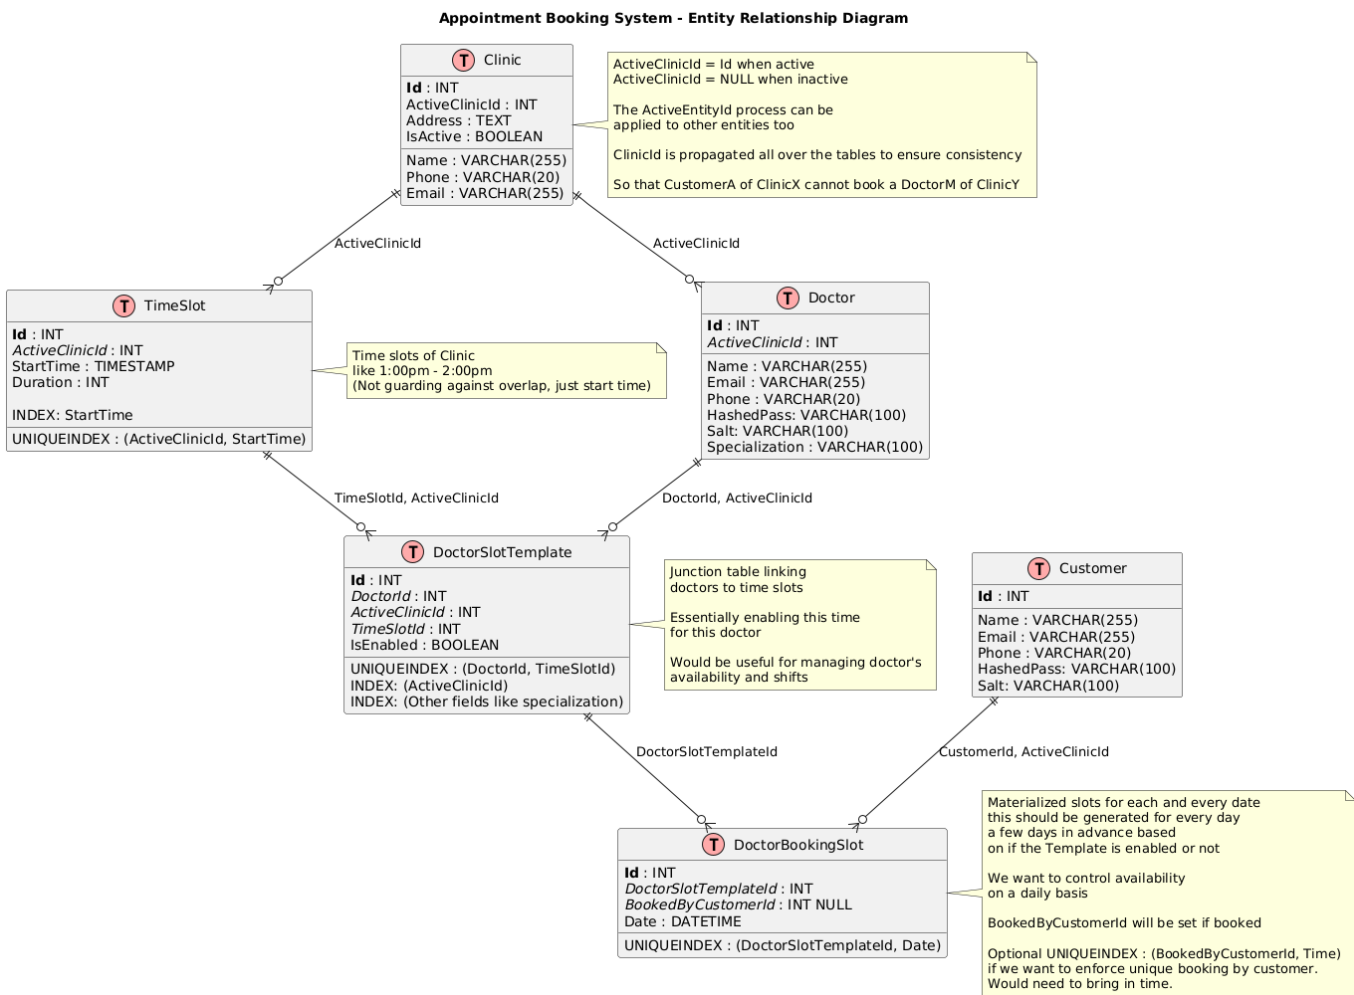 Appointment Booking System - Entity Relationship Diagram
T Clinic
Id : INT
ActiveClinicId : INT
Address : TEXT
IsActive : BOOLEAN
Name : VARCHAR(255)
Phone : VARCHAR(20)
Email : VARCHAR(255)
ActiveClinicId = Id when active
ActiveClinicId = NULL when inactive
The ActiveEntityId process can be
applied to other entities too
ClinicId is propagated all over the tables to ensure consistency
So that CustomerA of ClinicX cannot book a DoctorM of ClinicY
ActiveClinicId
ActiveClinicId
T TimeSlot
Id : INT
ActiveClinicId : INT
StartTime : TIMESTAMP
Duration : INT
INDEX: StartTime
UNIQUEINDEX : (ActiveClinicId, StartTime)
Time slots of Clinic
like 1:00pm - 2:00pm
(Not guarding against overlap, just start time)
T Doctor
Id : INT
ActiveClinicId : INT
Name : VARCHAR(255)
Email : VARCHAR(255)
Phone : VARCHAR(20)
HashedPass: VARCHAR(100)
Salt: VARCHAR(100)
Specialization : VARCHAR(100)
TimeSlotId, ActiveClinicId
DoctorId, ActiveClinicId
T DoctorSlotTemplate
Id : INT
DoctorId : INT
ActiveClinicId : INT
TimeSlotId : INT
IsEnabled : BOOLEAN
UNIQUEINDEX : (DoctorId, TimeSlotId)
INDEX: (ActiveClinicId)
INDEX: (Other fields like specialization)
Junction table linking
doctors to time slots
Essentially enabling this time
for this doctor
Would be useful for managing doctor's
availability and shifts
T Customer
Id : INT
Name : VARCHAR(255)
Email : VARCHAR(255)
Phone : VARCHAR(20)
HashedPass: VARCHAR(100)
Salt: VARCHAR(100)
DoctorSlotTemplateId
CustomerId, ActiveClinicId
T DoctorBookingSlot
Id : INT
DoctorSlotTemplateId : INT
BookedByCustomerId : INT NULL
Date : DATETIME
UNIQUEINDEX : (DoctorSlotTemplateId, Date)
Materialized slots for each and every date
this should be generated for every day
a few days in advance based
on if the Template is enabled or not
We want to control availability
on a daily basis
BookedByCustomerId will be set if booked
Optional UNIQUEINDEX : (BookedByCustomerId, Time)
if we want to enforce unique booking by customer.
Would need to bring in time.